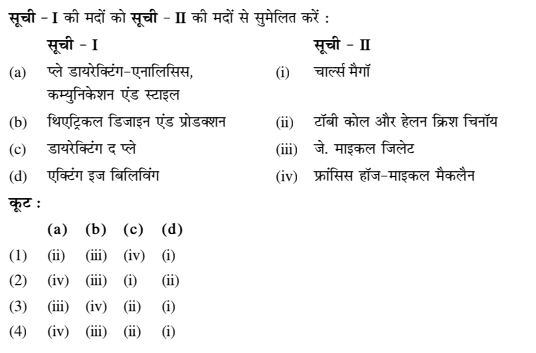 सूची - I की मदों को सूची - II की मदों से सुमेलित करें :
सूची - I सूची - II
(a) प्ले डायरेक्टिंग-एनालिसिस, कम्युनिकेशन एंड स्टाइल (i) चार्ल्स मैगॉ
(b) थिएट्रिकल डिजाइन एंड प्रोडक्शन (ii) टॉबी कोल और हेलन क्रिश चिनॉय
(c) डायरेक्टिंग द प्ले (iii) जे. माइकल जिलेट
(d) एक्टिंग इज बिलिविंग (iv) फ्रांसिस हॉज-माइकल मैकलैन
कूट :
(a) (b) (c) (d)
(1) (ii) (iii) (iv) (i)
(2) (iv) (iii) (i) (ii)
(3) (iii) (iv) (ii) (i)
(4) (iv) (iii) (ii) (i)